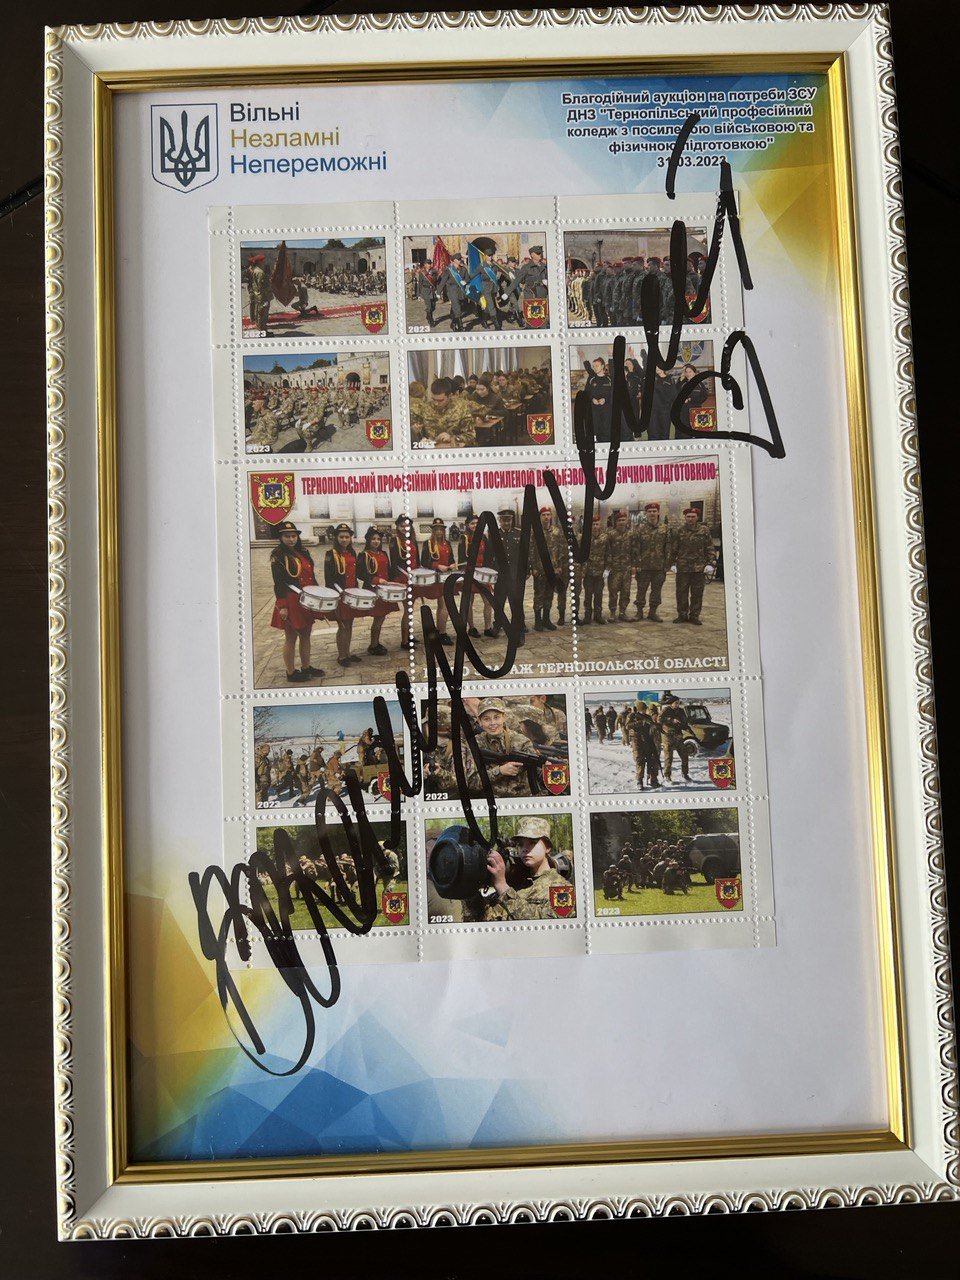 Вільні
Незламні
Непереможні
Благодійний аукціон на потреби ЗСУ
ДНЗ "Тернопільський професійний
коледж з посиленою військовою та
фізичною підготовкою"
31.03.2023
2023
2023
2023
2023
ТЕРНОПІЛЬСЬКИЙ ПРОФЕСІЙНИЙ КОЛЕДЖ З ПОСИЛЕНОЮ ВІЙСЬКОВОЮ ТА ФІЗИЧНОЮ ПІДГОТОВКОЮ
ТЕРНОПОЛЬСКОЇ ОБЛАСТІ
2023
2023
2023
2023